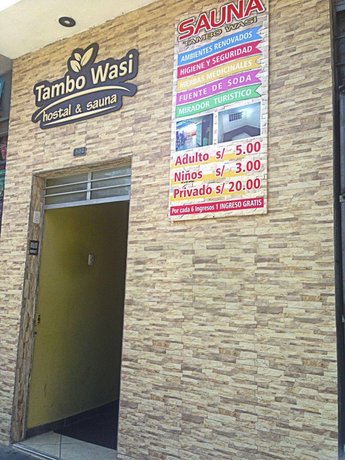 Tambo Wasi
hostal & sauna
SAUNA
TAMBO WASI
AMBIENTES RENOVADOS
HIGIENE Y SEGURIDAD
HIERBAS MEDICINALES
FUENTE DE SODA
MIRADOR TURISTICO
Adulto s/ 5.00
Niños s/ 3.00
Privado s/ 20.00
Por cada 6 Ingresos 1 INGRESO GRATIS